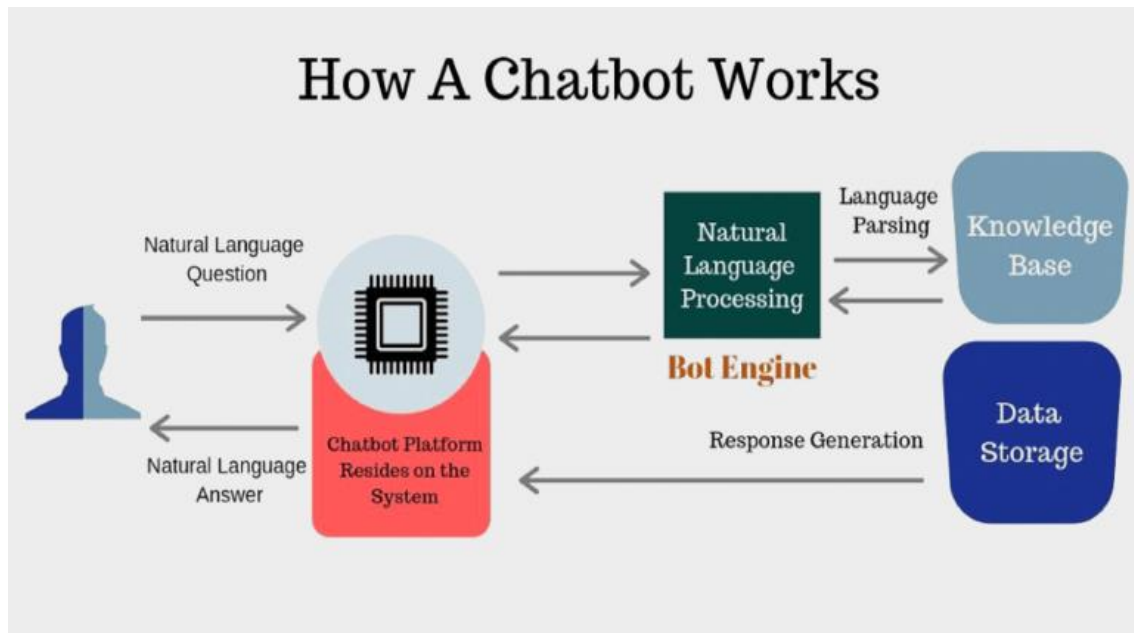 How A Chatbot Works
Natural Language
Question
Natural Language
Answer
Chatbot Platform
Resides on the
System
Natural
Language
Processing
Bot Engine
Language
Parsing
Knowledge
Base
Response Generation
Data
Storage